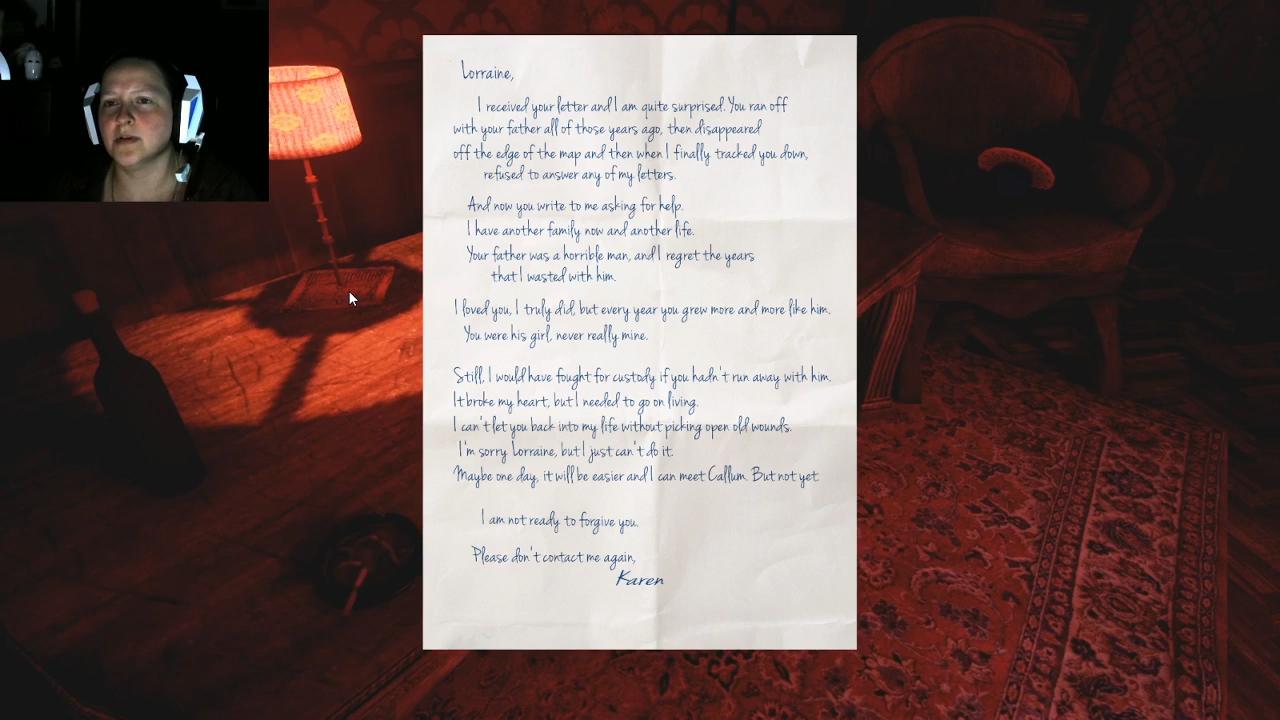 Lorraine,
I received your letter and I am quite surprised. You ran off
with your father all of those years ago, then disappeared
off the edge of the map and then when I finally tracked you down,
refused to answer any of my letters.
And now you write to me asking for help.
I have another family now and another life.
Your father was a horrible man, and I regret the years
that I wasted with him.
I loved you, I truly did, but every year you grew more and more like him.
You were his girl, never really mine.
Still, I would have fought for custody if you hadn't run away with him.
It broke my heart, but I needed to go on living.
I can't let you back into my life without picking open old wounds.
I'm sorry Lorraine, but I just can't do it.
Maybe one day, it will be easier and I can meet Callum. But not yet.
I am not ready to forgive you.
Please don't contact me again,
Karen